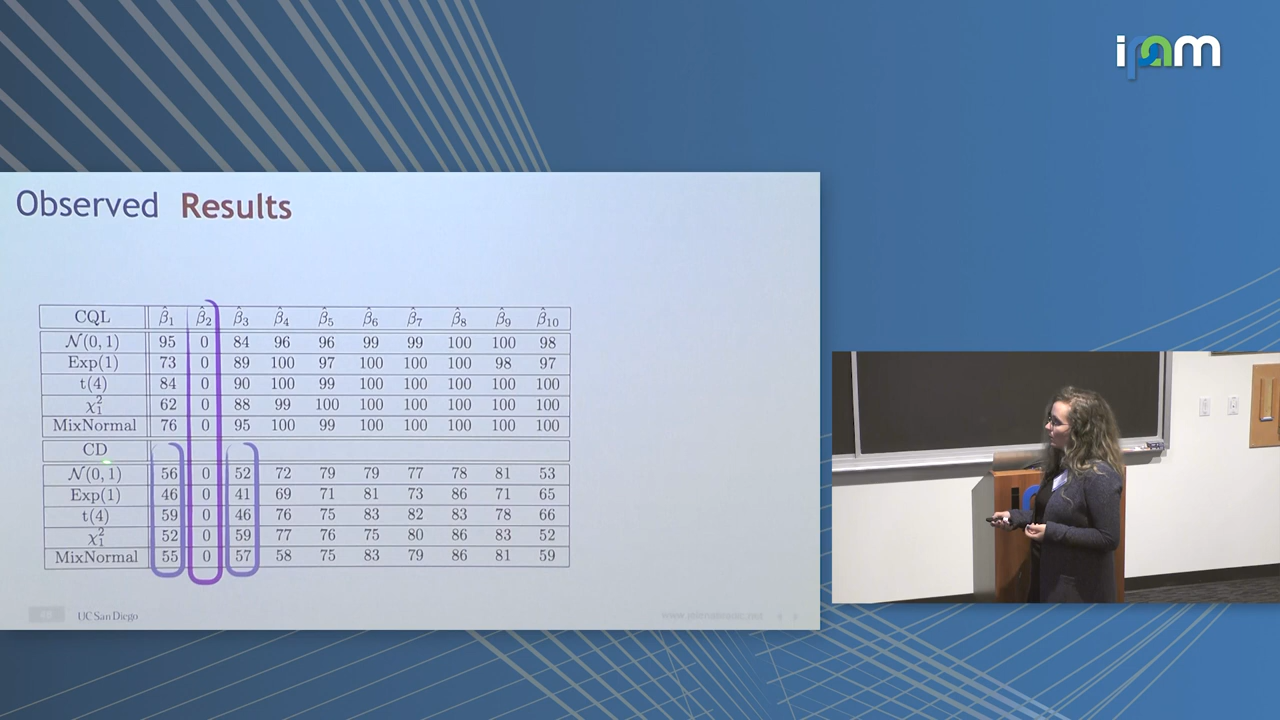 ipam
Observed Results
CQL β̂1 β̂2 β̂3 β̂4 β̂5 β̂6 β̂7 β̂8 β̂9 β̂10
N(0, 1) 95 0 84 96 96 99 99 100 100 98
Exp(1) 73 0 89 100 97 100 100 100 98 97
t(4) 84 0 90 100 99 100 100 100 100 100
χ²₁ 62 0 88 99 100 100 100 100 100 100
MixNormal 76 0 95 100 99 100 100 100 100 100
CD
N(0, 1) 56 0 52 72 79 79 77 78 81 53
Exp(1) 46 0 41 69 71 81 73 86 71 65
t(4) 59 0 46 76 75 83 82 83 78 66
χ²₁ 52 0 59 77 76 75 80 86 83 52
MixNormal 55 0 57 58 75 83 79 86 81 59
UC San Diego